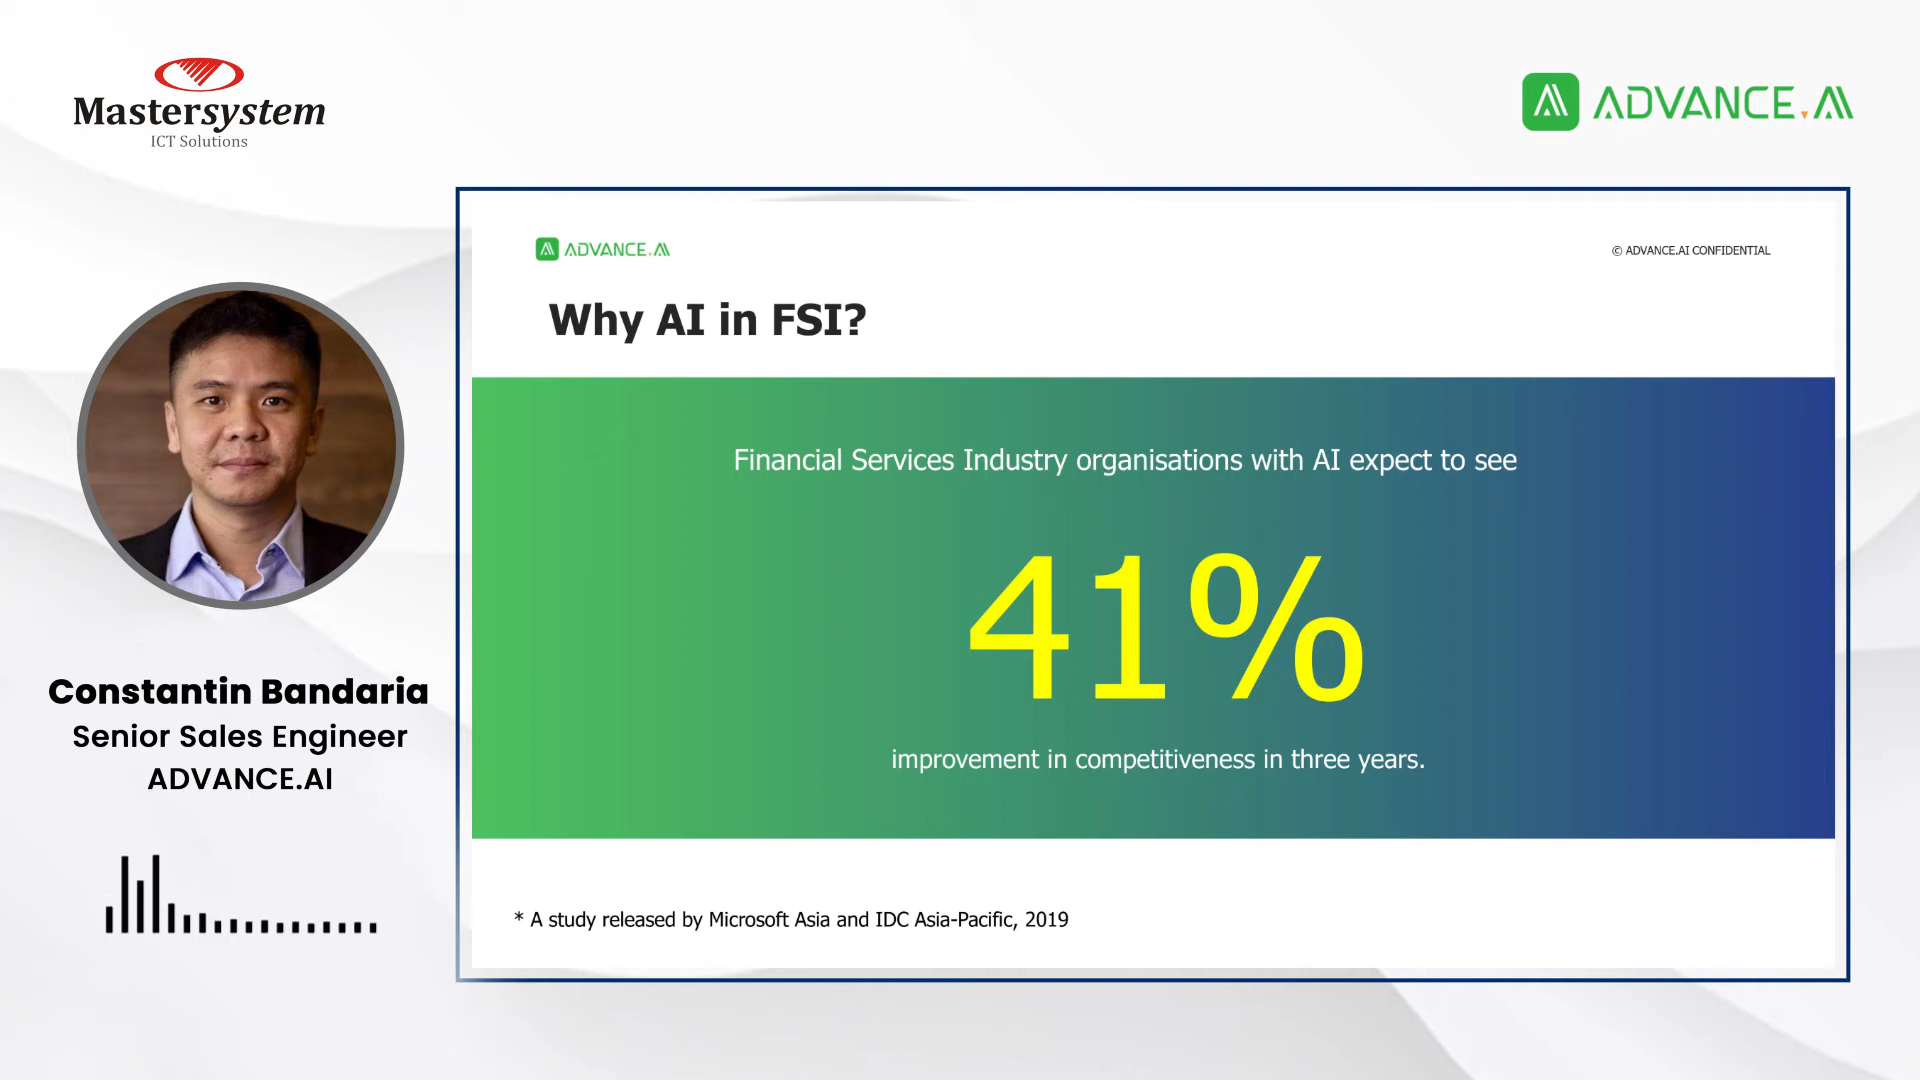 Mastersystem
ICT Solutions
ADVANCE.AI
ADVANCE.AI
© ADVANCE.AI CONFIDENTIAL
Why AI in FSI?
Financial Services Industry organisations with AI expect to see
41%
improvement in competitiveness in three years.
* A study released by Microsoft Asia and IDC Asia-Pacific, 2019
Constantin Bandaria
Senior Sales Engineer
ADVANCE.AI